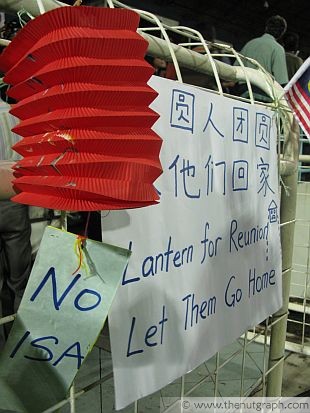 圆人团圆
他们回家
Lantern for Reunion
Let Them Go Home
No
ISA
© www.thenutgraph.com